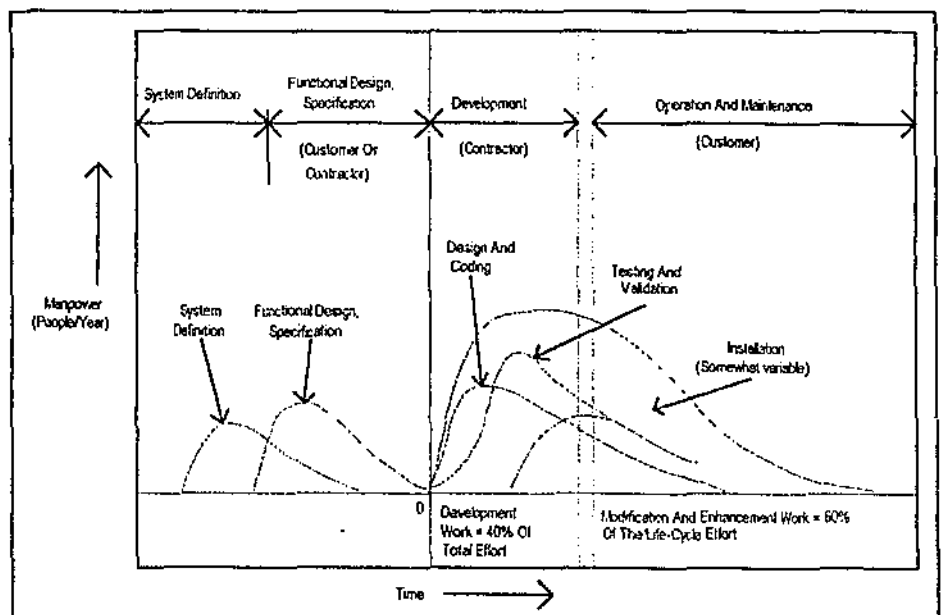 System Definition
Functional Design,
Specification
(Customer Or
Contractor)
Development
(Contractor)
Operation And Maintenance
(Customer)
Manpower
(People/Year)
System
Definition
Functional Design,
Specification
Design And
Coding
Testing And
Validation
Installation
(Somewhat variable)
0
Development
Work = 40% Of
Total Effort
Modification And Enhancement Work = 60%
Of The Life-Cycle Effort
Time